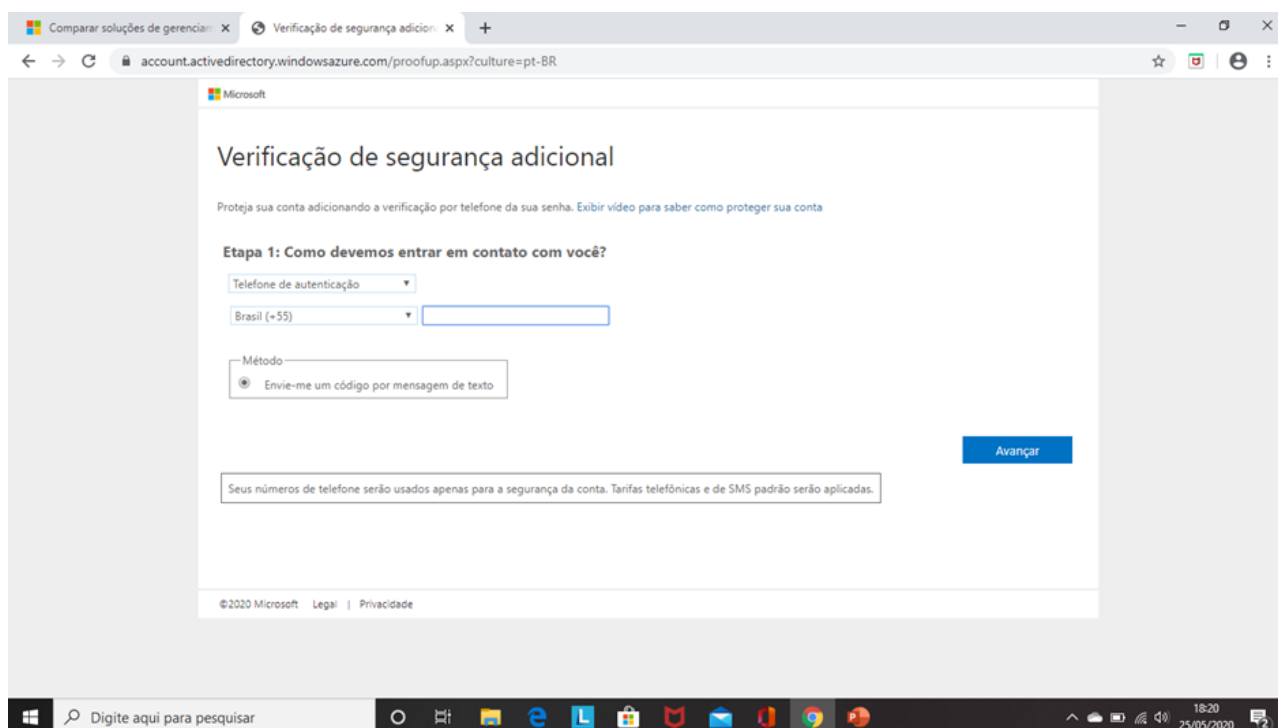 Comparar soluções de gerencian
Verificação de segurança adicion
account.activedirectory.windowsazure.com/proofup.aspx?culture=pt-BR
Microsoft
Verificação de segurança adicional
Proteja sua conta adicionando a verificação por telefone da sua senha. Exibir vídeo para saber como proteger sua conta
Etapa 1: Como devemos entrar em contato com você?
Telefone de autenticação
Brasil (+55)
Método
Envie-me um código por mensagem de texto
Avançar
Seus números de telefone serão usados apenas para a segurança da conta. Tarifas telefônicas e de SMS padrão serão aplicadas.
©2020 Microsoft Legal | Privacidade
Digite aqui para pesquisar
L
18:20
25/05/2020
2